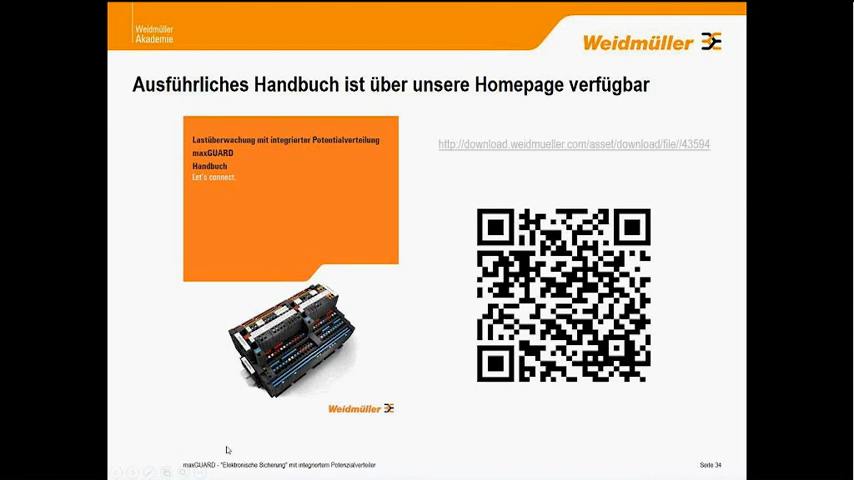 Weidmüller
Akademie
Weidmüller
Ausführliches Handbuch ist über unsere Homepage verfügbar
Lastüberwachung mit integrierter Potentialverteilung
maxGUARD
Handbuch
Let's connect.
http://download.weidmueller.com/asset/download/file//43594
Weidmüller
maxGUARD - "Elektronische Sicherung" mit integriertem Potenzialverteiler
Seite 34